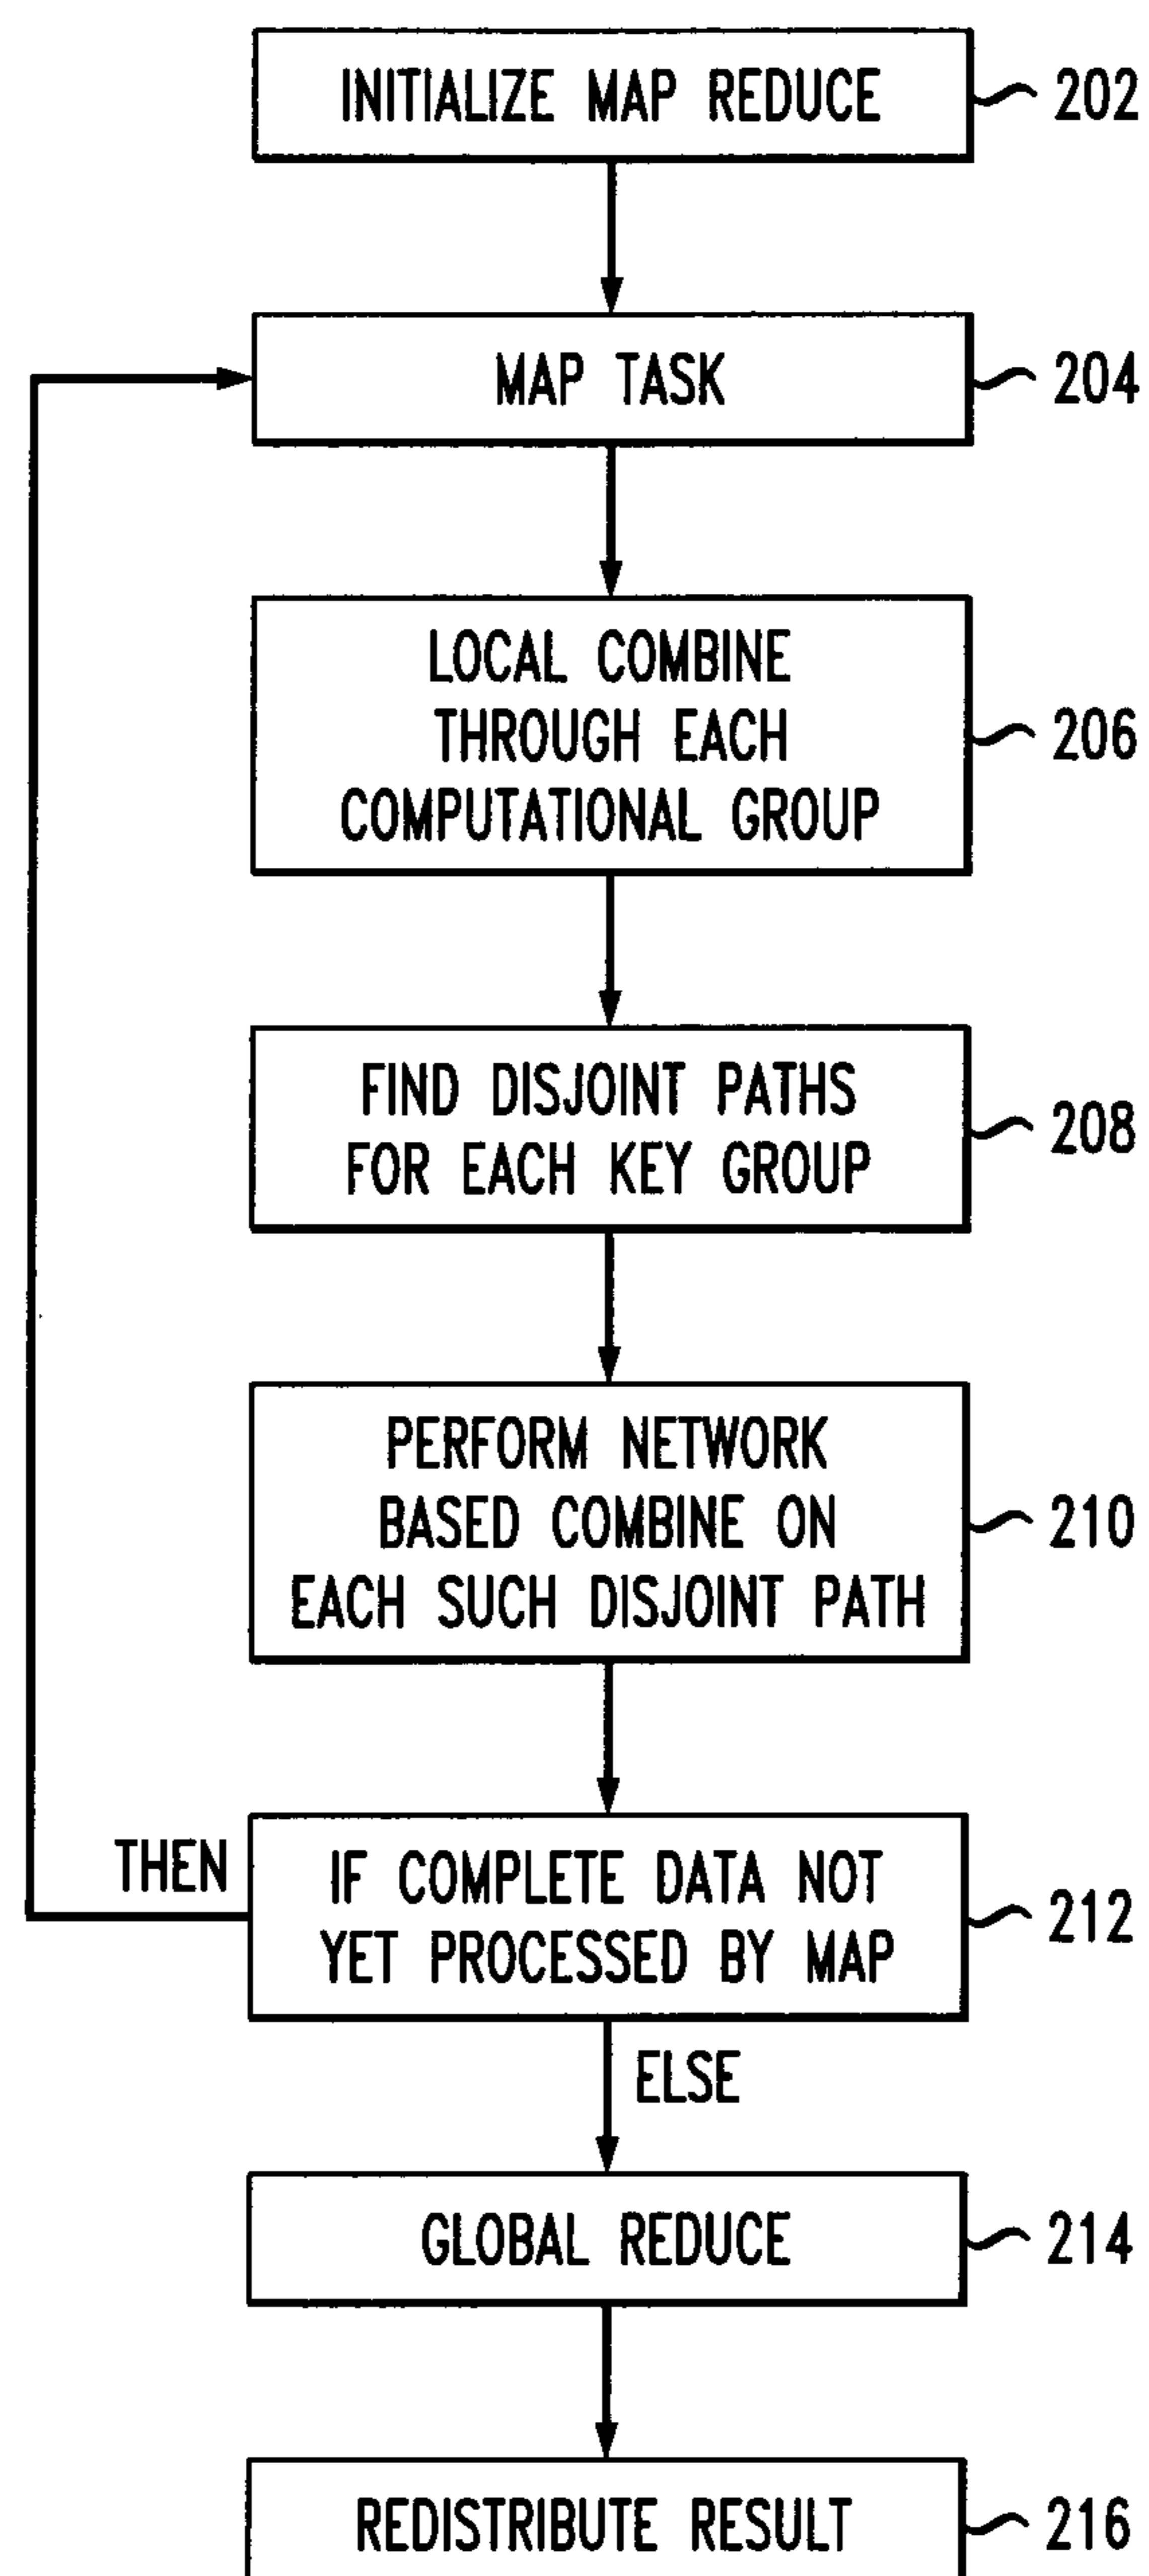 INITIALIZE MAP REDUCE
202
MAP TASK
204
LOCAL COMBINE
THROUGH EACH
COMPUTATIONAL GROUP
206
FIND DISJOINT PATHS
FOR EACH KEY GROUP
208
PERFORM NETWORK
BASED COMBINE ON
EACH SUCH DISJOINT PATH
210
THEN
IF COMPLETE DATA NOT
YET PROCESSED BY MAP
212
ELSE
GLOBAL REDUCE
214
REDISTRIBUTE RESULT
216